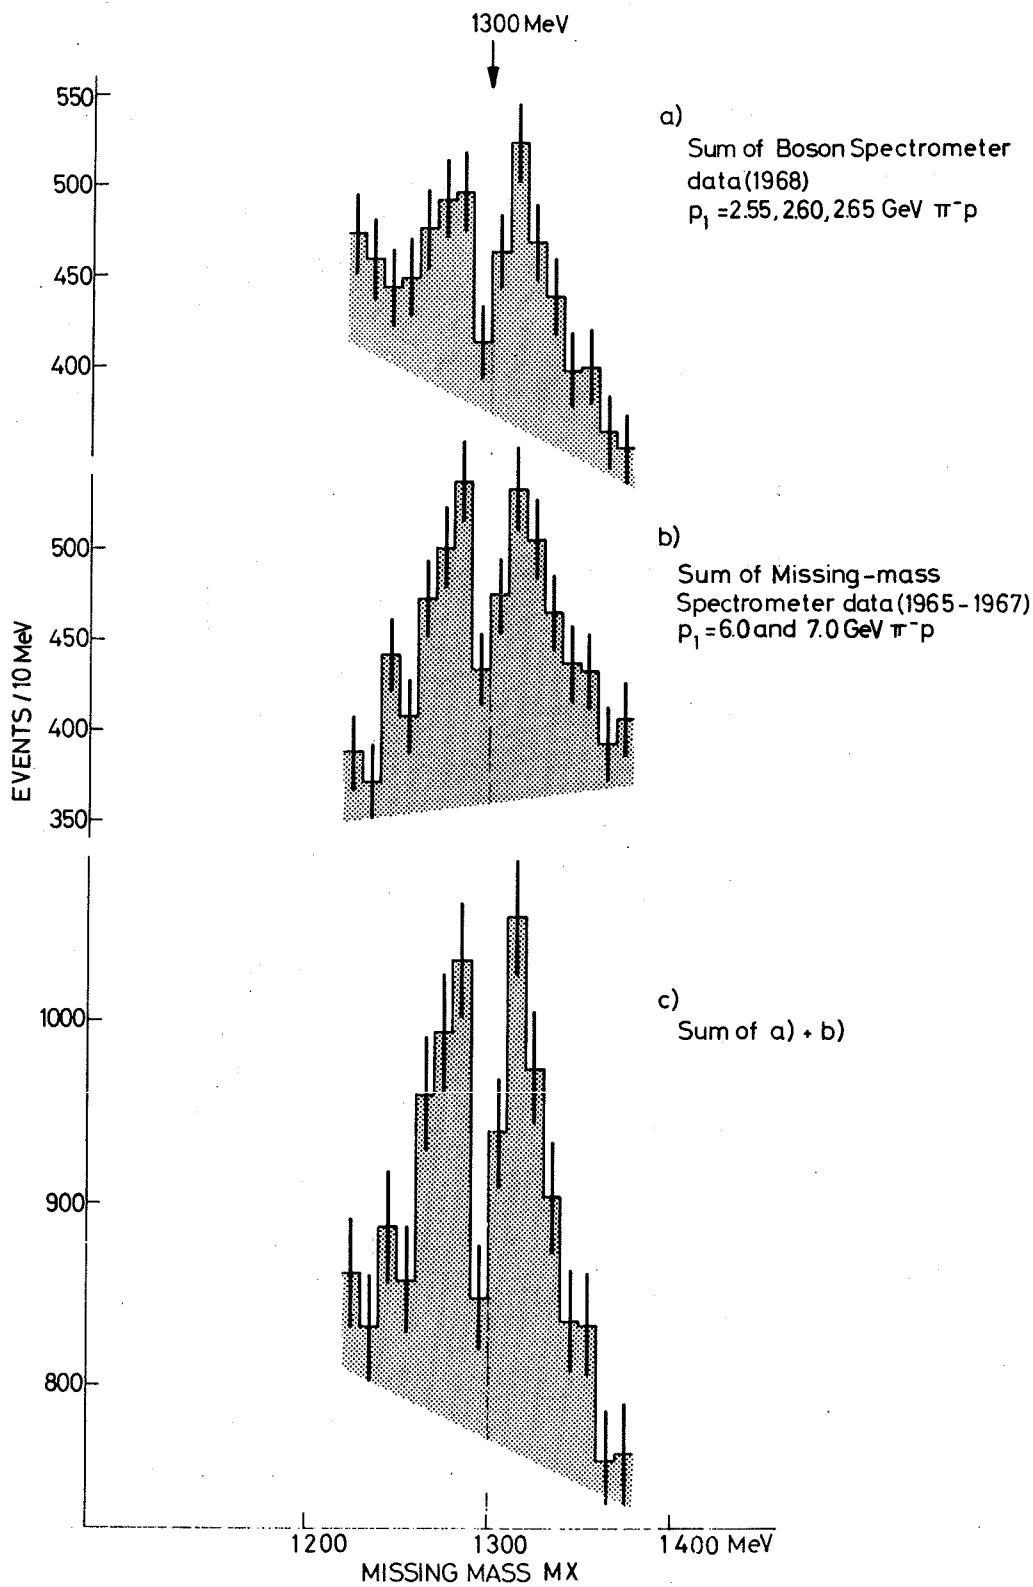 1300 MeV
550
500
450
400
a)
Sum of Boson Spectrometer
data (1968)
p₁ = 2.55, 2.60, 2.65 GeV π⁻p
500
450
400
350
b)
Sum of Missing-mass
Spectrometer data (1965-1967)
p₁ = 6.0 and 7.0 GeV π⁻p
EVENTS / 10 MeV
1000
900
800
c)
Sum of a) + b)
1200
1300
1400 MeV
MISSING MASS MX